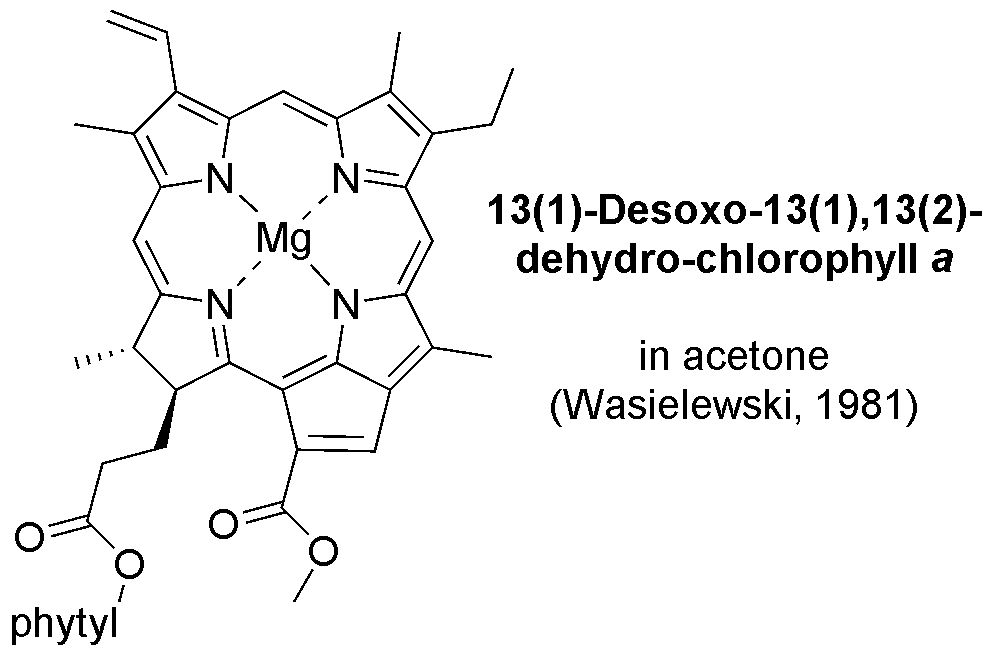 N
N
Mg
13(1)-Desoxo-13(1),13(2)-
dehydro-chlorophyll a
N
N
in acetone
(Wasielewski, 1981)
O
O
O
O
phytyl